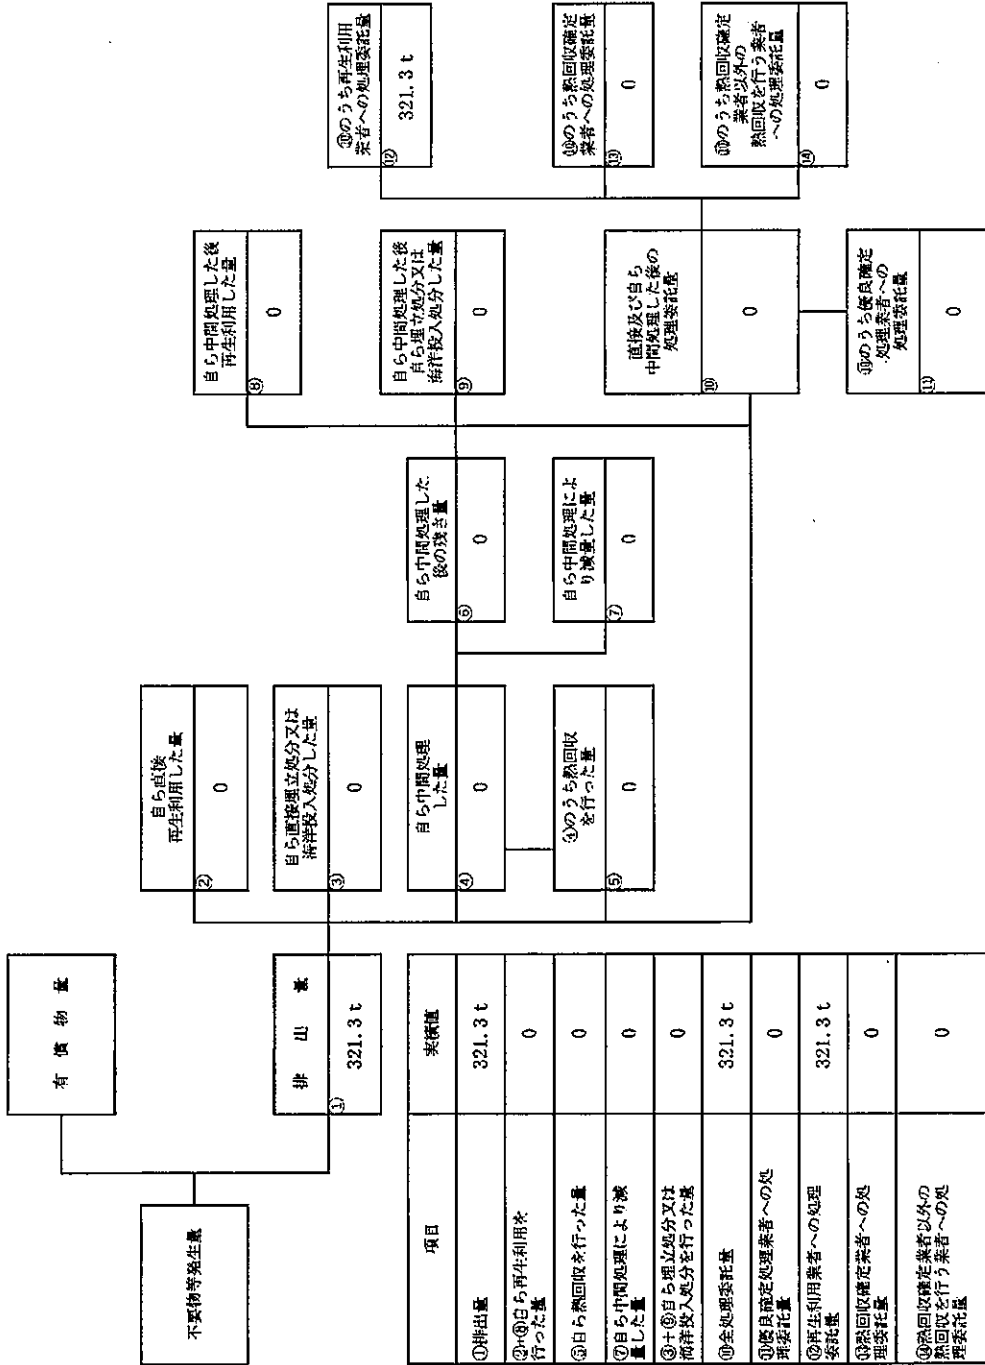 不要物等発生量
有償物量
排出量
①
321.3 t
自ら直接
再生利用した量
②
0
自ら直接埋立処分又は
海洋投入処分した量
③
0
自ら中間処理
した量
④
0
④のうち熱回収
を行った量
⑤
0
自ら中間処理した
後の残さ量
⑥
0
自ら中間処理によ
り減量した量
⑦
0
自ら中間処理した後
再生利用した量
⑧
0
自ら中間処理した後
自ら埋立処分又は
海洋投入処分した量
⑨
0
直接及び自ら
中間処理した後の
処理委託量
⑩
0
⑩のうち優良確定
処理業者への
処理委託量
⑪
0
⑩のうち再生利用
業者への処理委託量
⑫
321.3 t
⑩のうち熱回収確定
業者への処理委託量
⑬
0
⑩のうち熱回収確定
業者以外の
熱回収を行う業者
への処理委託量
⑭
0
項目
実績値
①排出量
321.3 t
②+⑧自ら再生利用を
行った量
0
⑤自ら熱回収を行った量
0
⑦自ら中間処理により減
量した量
0
③+⑨自ら埋立処分又は
海洋投入処分を行った量
0
⑩全処理委託量
321.3 t
⑪優良確定処理業者への処
理委託量
0
⑫再生利用業者への処理
委託量
321.3 t
⑬熱回収確定業者への処
理委託量
0
⑭熱回収確定業者以外の
熱回収を行う業者への処
理委託量
0